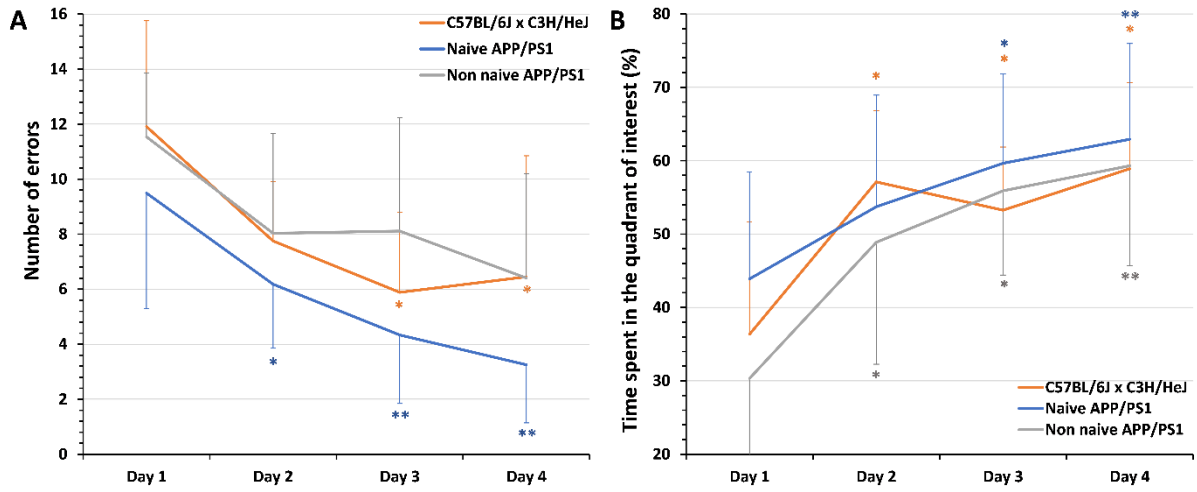 A
Number of errors
16
14
12
10
8
6
4
2
0
C57BL/6J x C3H/HeJ
Naive APP/PS1
Non naive APP/PS1
*
*
*
**
**
Day 1
Day 2
Day 3
Day 4
B
Time spent in the quadrant of interest (%)
80
70
60
50
40
30
20
**
*
*
*
*
*
**
*
C57BL/6J x C3H/HeJ
Naive APP/PS1
Non naive APP/PS1
Day 1
Day 2
Day 3
Day 4